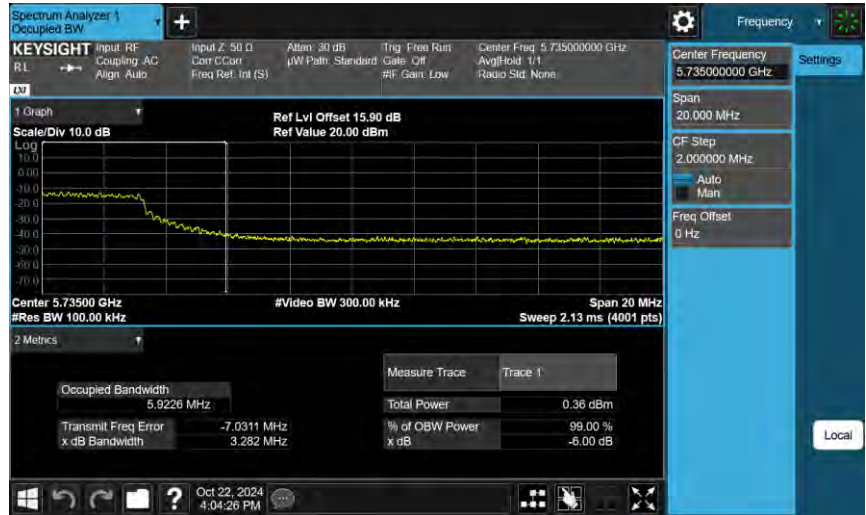 Spectrum Analyzer 1
Occupied BW
+
Frequency
KEYSIGHT
RL
LXI
Input: RF
Coupling: AC
Align: Auto
Input Z: 50 Ω
Corr CCorr
Freq Ref: Int (S)
Atten: 30 dB
µW Path: Standard
Trig: Free Run
Gate: Off
#IF Gain: Low
Center Freq: 5.735000000 GHz
Avg|Hold: 1/1
Radio Std: None
Center Frequency
5.735000000 GHz
Settings
Span
20.000 MHz
CF Step
2.000000 MHz
Auto
Man
Freq Offset
0 Hz
Local
1 Graph
Scale/Div 10.0 dB
Ref Lvl Offset 15.90 dB
Ref Value 20.00 dBm
Log
10.0
0.00
-10.0
-20.0
-30.0
-40.0
-50.0
-60.0
-70.0
Center 5.73500 GHz
#Res BW 100.00 kHz
#Video BW 300.00 kHz
Span 20 MHz
Sweep 2.13 ms (4001 pts)
2 Metrics
Measure Trace Trace 1
Occupied Bandwidth
5.9226 MHz
Total Power 0.36 dBm
Transmit Freq Error -7.0311 MHz
% of OBW Power 99.00 %
x dB Bandwidth 3.282 MHz
x dB -6.00 dB
?
Oct 22, 2024
4:04:26 PM